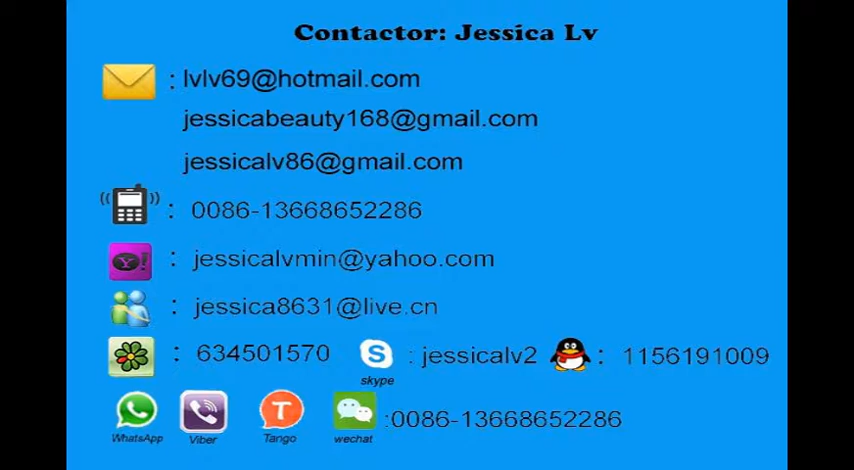 Contactor: Jessica Lv
: lvlv69@hotmail.com
jessicabeauty168@gmail.com
jessicalv86@gmail.com
: 0086-13668652286
Y! : jessicalvmin@yahoo.com
: jessica8631@live.cn
: 634501570 S skype : jessicalv2 : 1156191009
WhatsApp Viber T Tango wechat :0086-13668652286